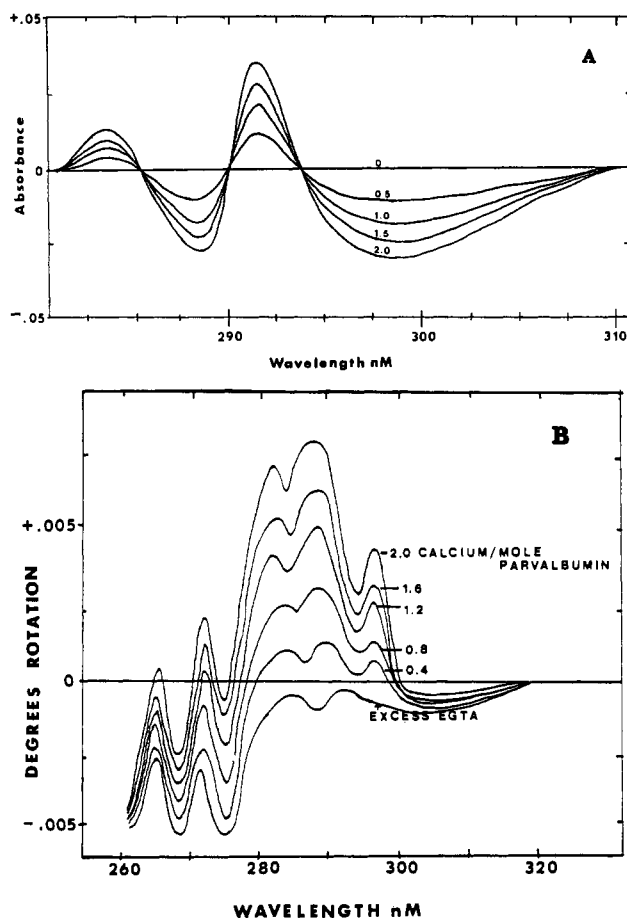 +.05
A
Absorbance
0
0
0.5
1.0
1.5
2.0
-.05
290
300
310
Wavelength nM
B
+.005
DEGREES ROTATION
0
-.005
2.0 CALCIUM/MOLE
PARVALBUMIN
1.6
1.2
0.8
0.4
EXCESS EGTA
260
280
300
320
WAVELENGTH nM